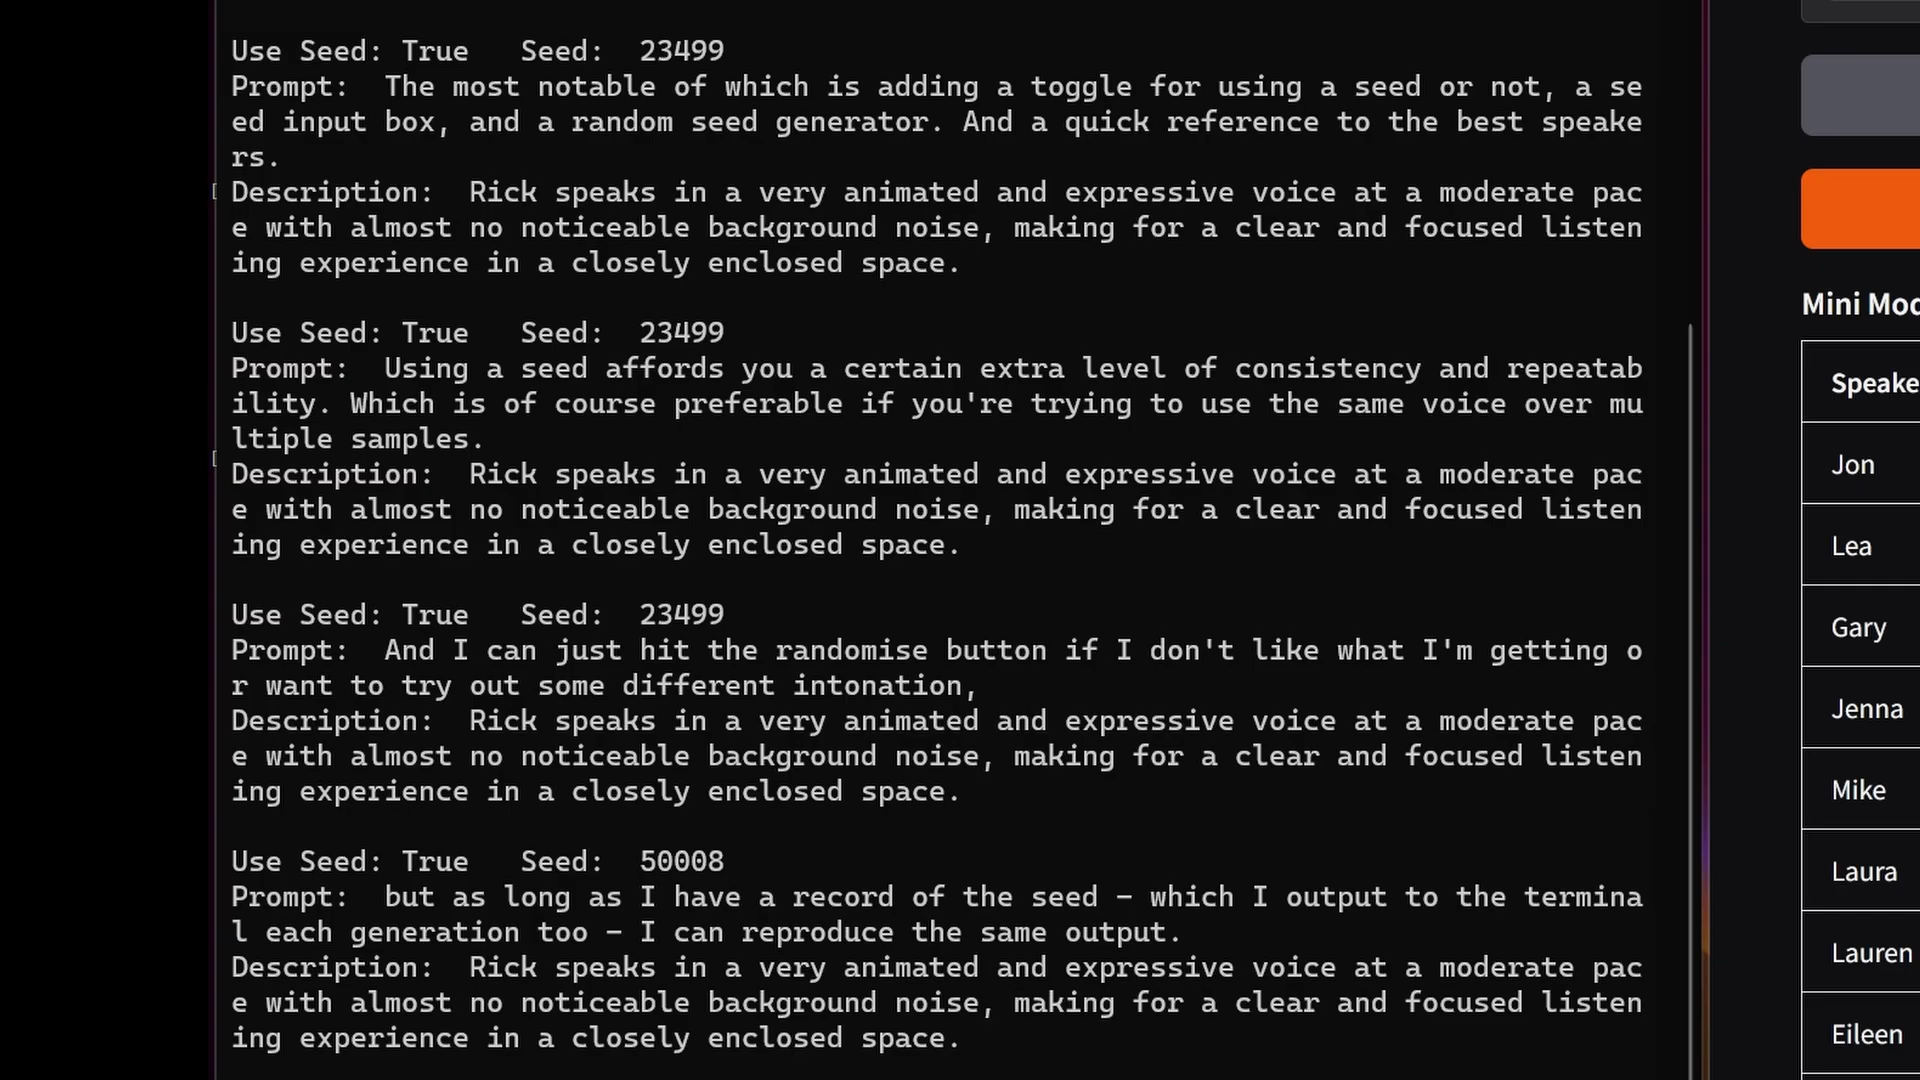 Use Seed: True   Seed:  23499
Prompt:  The most notable of which is adding a toggle for using a seed or not, a se
ed input box, and a random seed generator. And a quick reference to the best speake
rs.
Description:  Rick speaks in a very animated and expressive voice at a moderate pac
e with almost no noticeable background noise, making for a clear and focused listen
ing experience in a closely enclosed space.
Use Seed: True   Seed:  23499
Prompt:  Using a seed affords you a certain extra level of consistency and repeatab
ility. Which is of course preferable if you're trying to use the same voice over mu
ltiple samples.
Description:  Rick speaks in a very animated and expressive voice at a moderate pac
e with almost no noticeable background noise, making for a clear and focused listen
ing experience in a closely enclosed space.
Use Seed: True   Seed:  23499
Prompt:  And I can just hit the randomise button if I don't like what I'm getting o
r want to try out some different intonation,
Description:  Rick speaks in a very animated and expressive voice at a moderate pac
e with almost no noticeable background noise, making for a clear and focused listen
ing experience in a closely enclosed space.
Use Seed: True   Seed:  50008
Prompt:  but as long as I have a record of the seed – which I output to the termina
l each generation too – I can reproduce the same output.
Description:  Rick speaks in a very animated and expressive voice at a moderate pac
e with almost no noticeable background noise, making for a clear and focused listen
ing experience in a closely enclosed space.
Mini Mod
Speake
Jon
Lea
Gary
Jenna
Mike
Laura
Lauren
Eileen